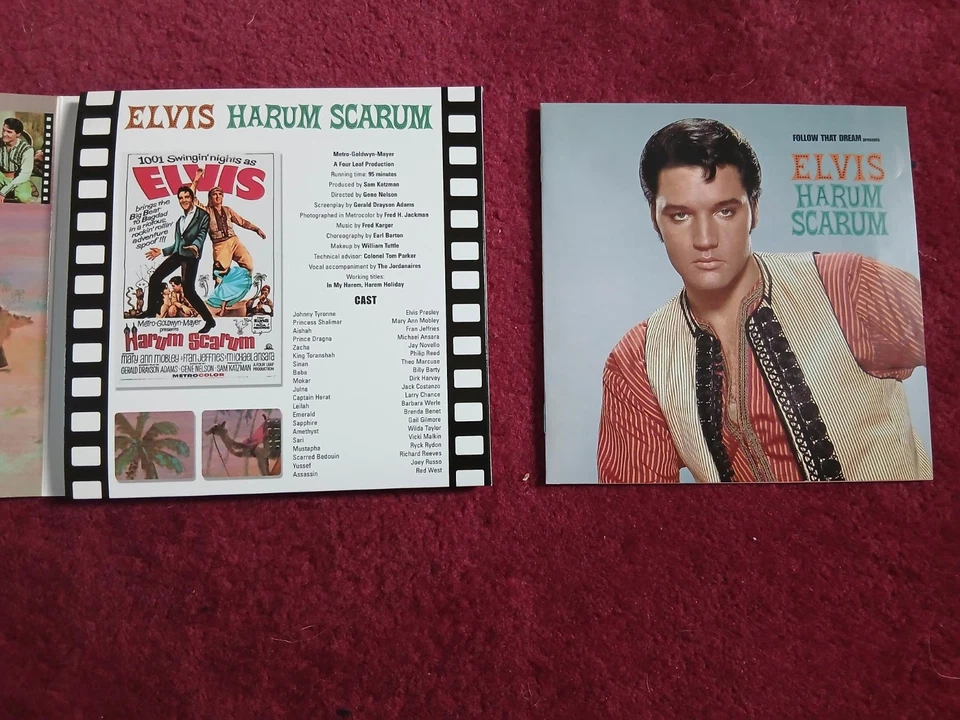 ELVIS HARUM SCARUM
1001 Swingin' nights as
ELVIS
brings the
Big Beat
to Bagdad
in a riotous,
rockin' rollin'
adventure
spoof!!!
Metro-Goldwyn-Mayer
presents
Harum Scarum
mary ann mobley · fran jeffries · michael ansara
GERALD DRAYSON ADAMS · GENE NELSON · SAM KATZMAN
A FOUR LEAF
PRODUCTION
METROCOLOR
Metro-Goldwyn-Mayer
A Four Leaf Production
Running time: 95 minutes
Produced by Sam Katzman
Directed by Gene Nelson
Screenplay by Gerald Drayson Adams
Photographed in Metrocolor by Fred H. Jackman
Music by Fred Karger
Choreography by Earl Barton
Makeup by William Tuttle
Technical advisor: Colonel Tom Parker
Vocal accompaniment by The Jordanaires
Working titles:
In My Harem, Harem Holiday
CAST
Johnny Tyronne Elvis Presley
Princess Shalimar Mary Ann Mobley
Aishah Fran Jeffries
Prince Dragna Michael Ansara
Zacha Jay Novello
King Toranshah Philip Reed
Sinan Theo Marcuse
Baba Billy Barty
Mokar Dirk Harvey
Julna Jack Costanzo
Captain Herat Larry Chance
Leilah Barbara Werle
Emerald Brenda Benet
Sapphire Gail Gilmore
Amethyst Wilda Taylor
Sari Vicki Malkin
Mustapha Ryck Rydon
Scarred Bedouin Richard Reeves
Yussef Joey Russo
Assassin Red West
FOLLOW THAT DREAM presents
ELVIS
HARUM
SCARUM